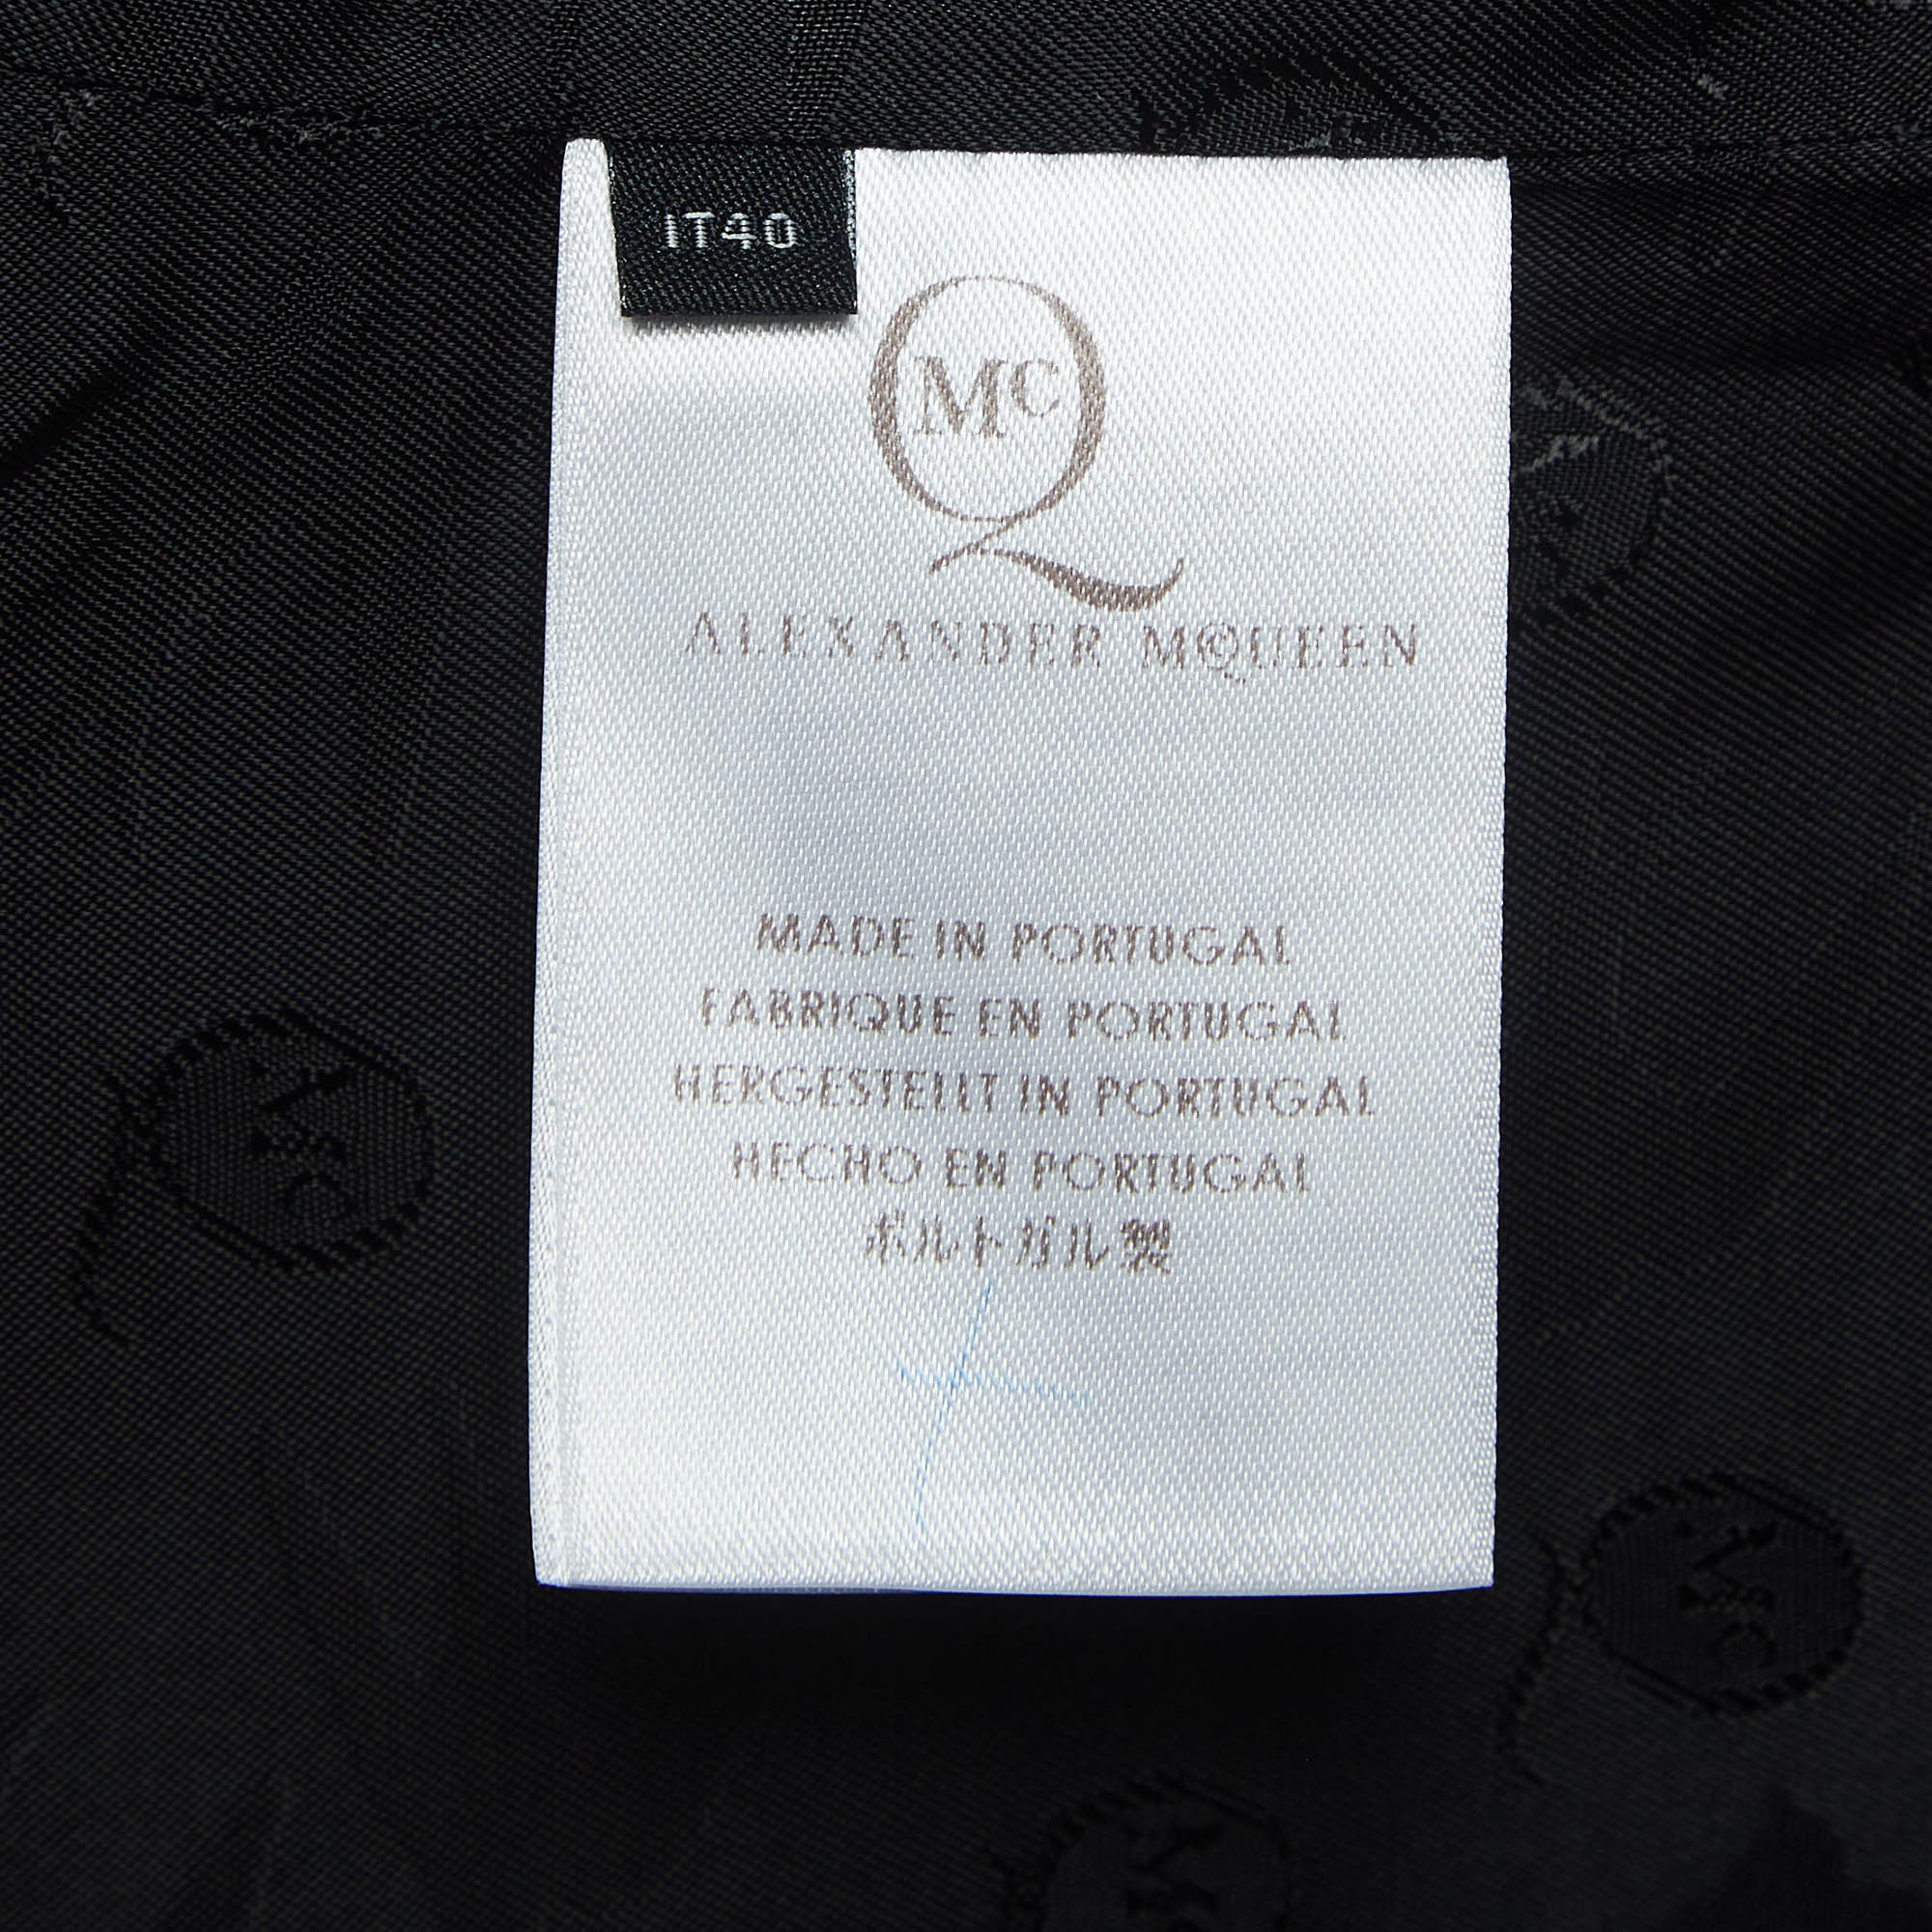 IT40
McQ
ALEXANDER MCQUEEN
MADE IN PORTUGAL
FABRIQUE EN PORTUGAL
HERGESTELLT IN PORTUGAL
HECHO EN PORTUGAL
ポルトガル製